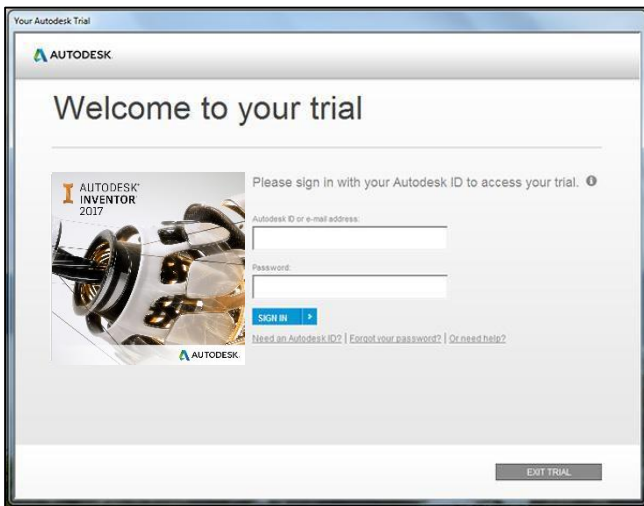 Your Autodesk Trial
AUTODESK
Welcome to your trial
Please sign in with your Autodesk ID to access your trial.
AUTODESK
INVENTOR
2017
Autodesk ID or e-mail address:
Password:
SIGN IN
Need an Autodesk ID? | Forgot your password? | Or need help?
AUTODESK
EXIT TRIAL